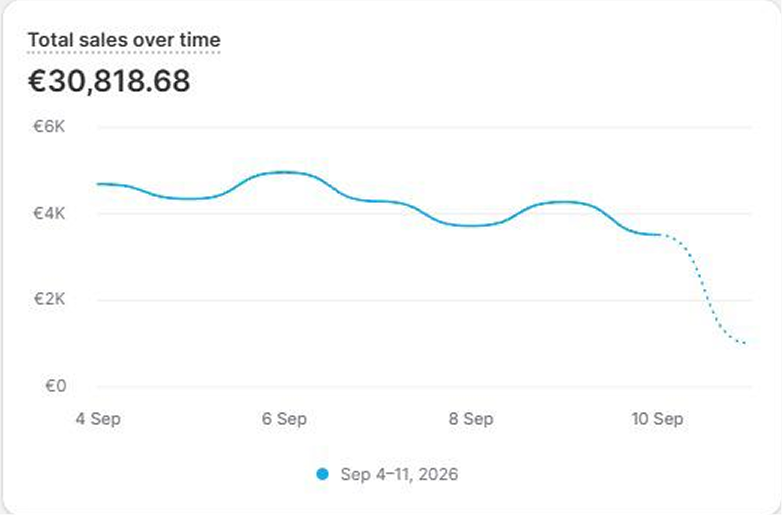 Total sales over time
€30,818.68
€6K
€4K
€2K
€0
4 Sep
6 Sep
8 Sep
10 Sep
Sep 4–11, 2026